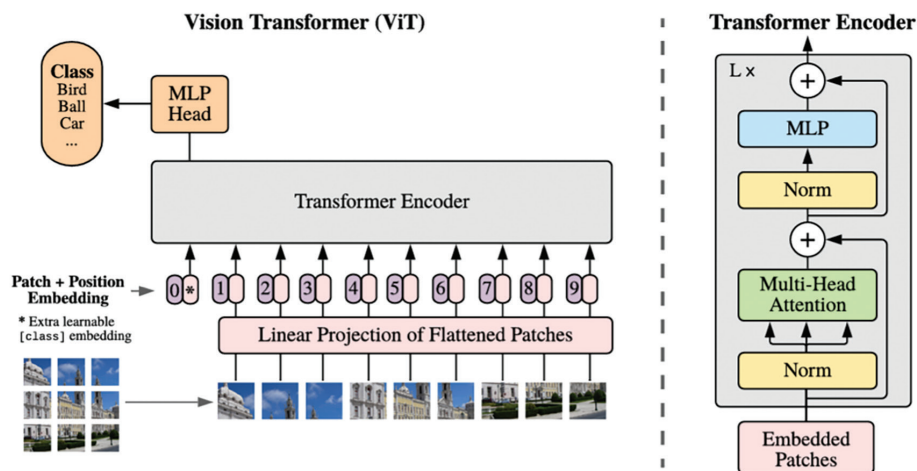 Vision Transformer (ViT)
Class
Bird
Ball
Car
...
MLP
Head
Transformer Encoder
Patch + Position
Embedding
0 * 1 2 3 4 5 6 7 8 9
* Extra learnable
[class] embedding
Linear Projection of Flattened Patches
Transformer Encoder
L ×
+
MLP
Norm
+
Multi-Head
Attention
Norm
Embedded
Patches